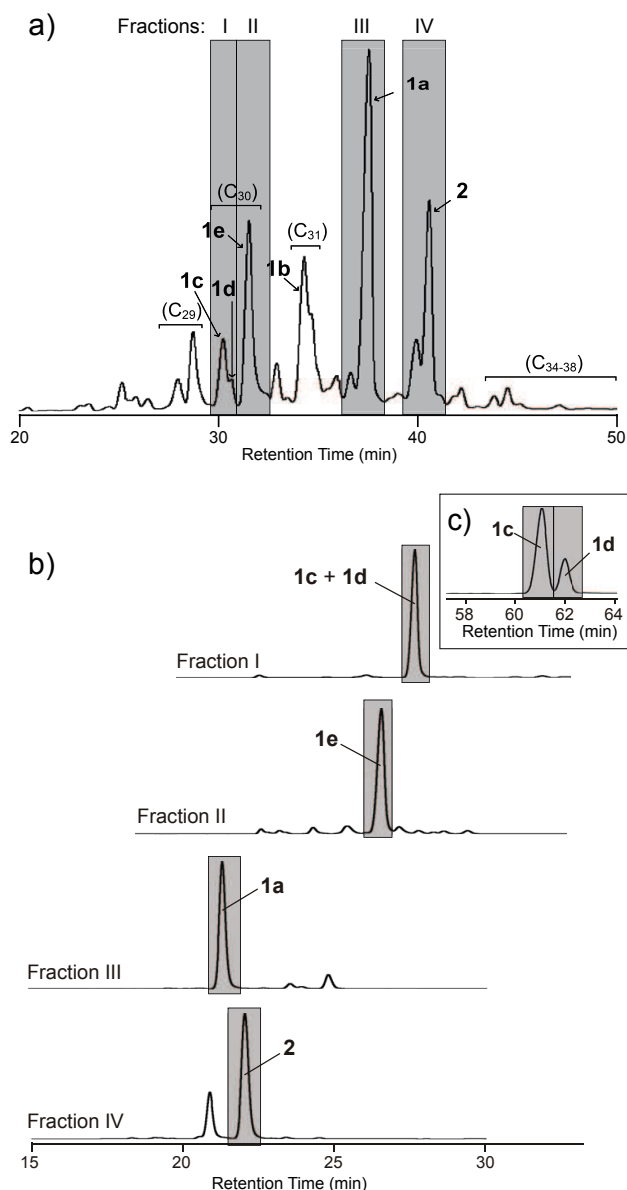 a)
Fractions: I II III IV
1a
(C30)
2
1e
(C31)
1b
1c 1d
(C29)
(C34-38)
20 30 40 50
Retention Time (min)
c)
1c
1d
58 60 62 64
Retention Time (min)
b)
1c + 1d
Fraction I
1e
Fraction II
1a
Fraction III
2
Fraction IV
15 20 25 30
Retention Time (min)